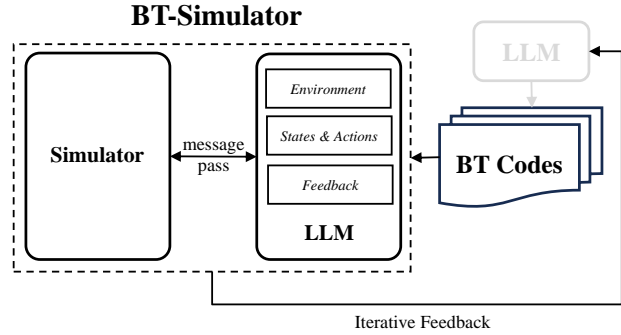 BT-Simulator
LLM
Environment
Simulator
message
pass
States & Actions
BT Codes
Feedback
LLM
Iterative Feedback